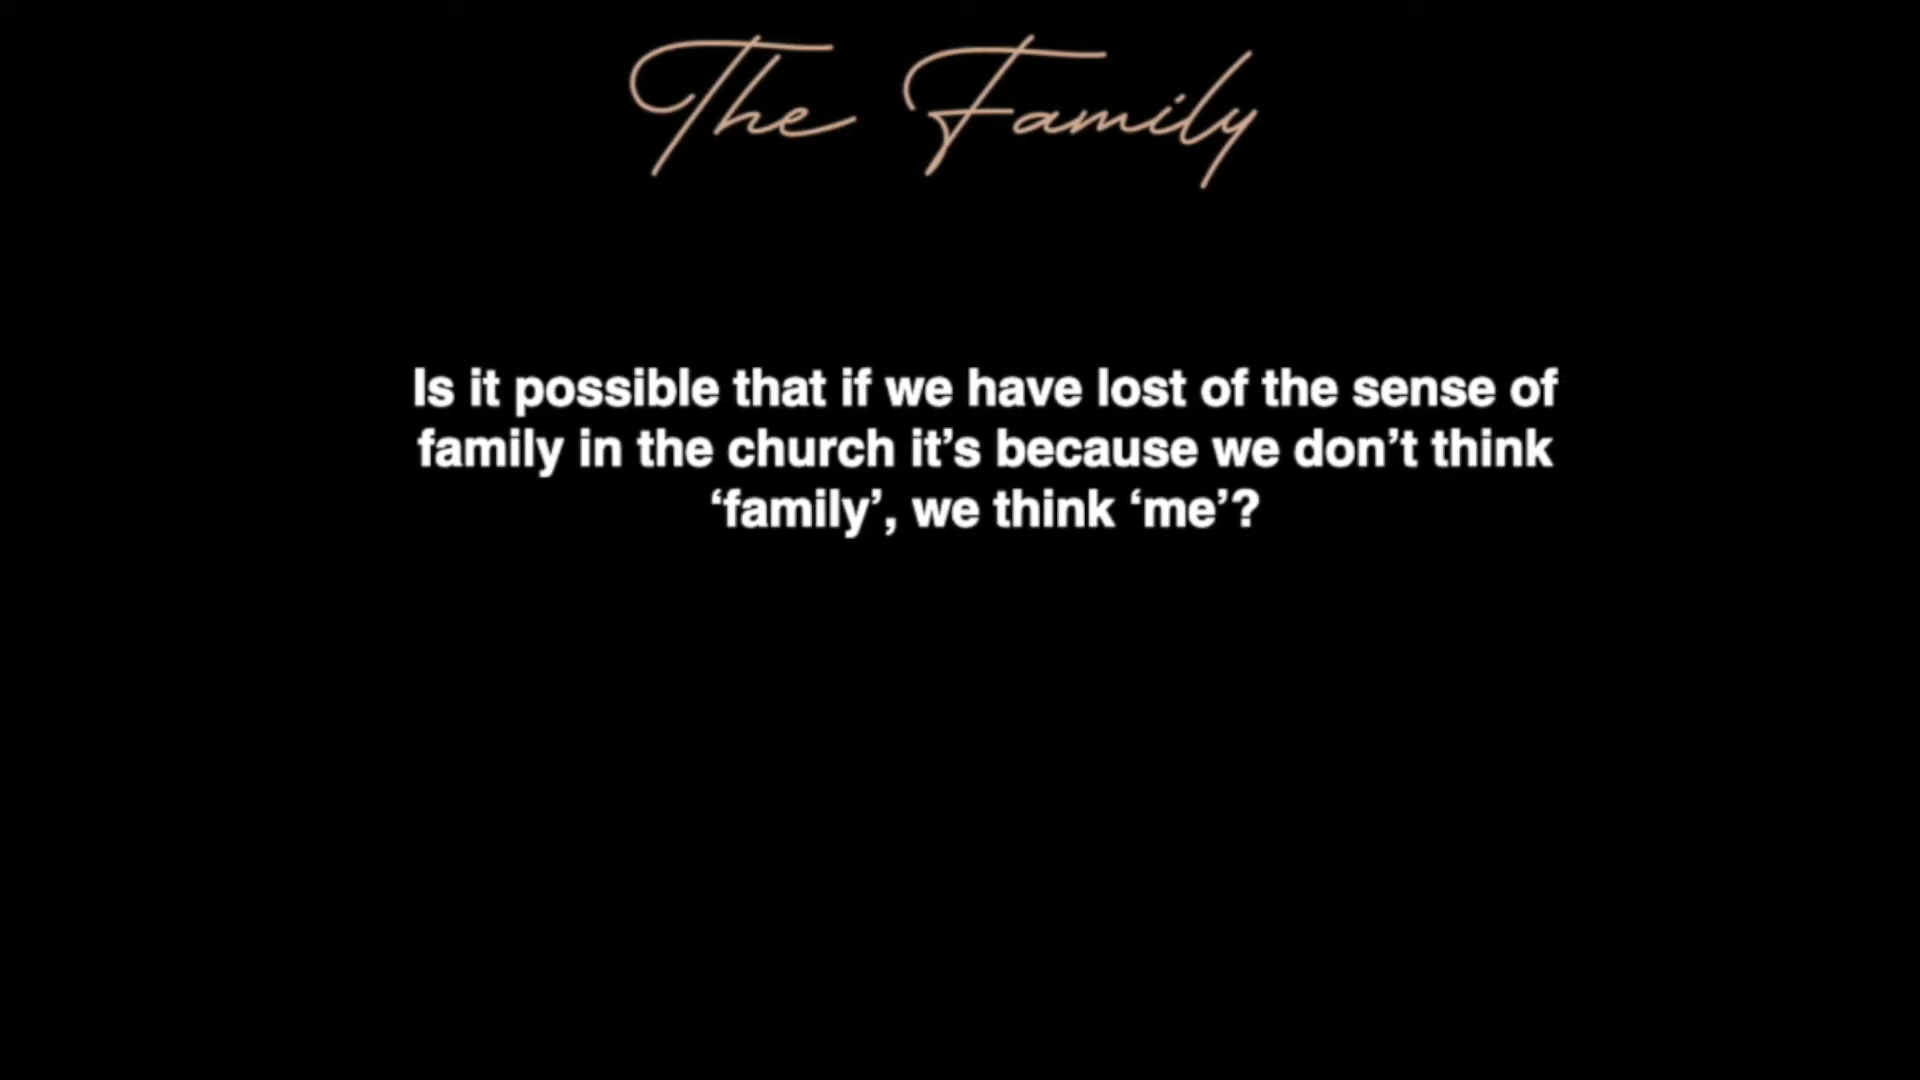 The Family
Is it possible that if we have lost of the sense of
family in the church it’s because we don’t think
‘family’, we think ‘me’?